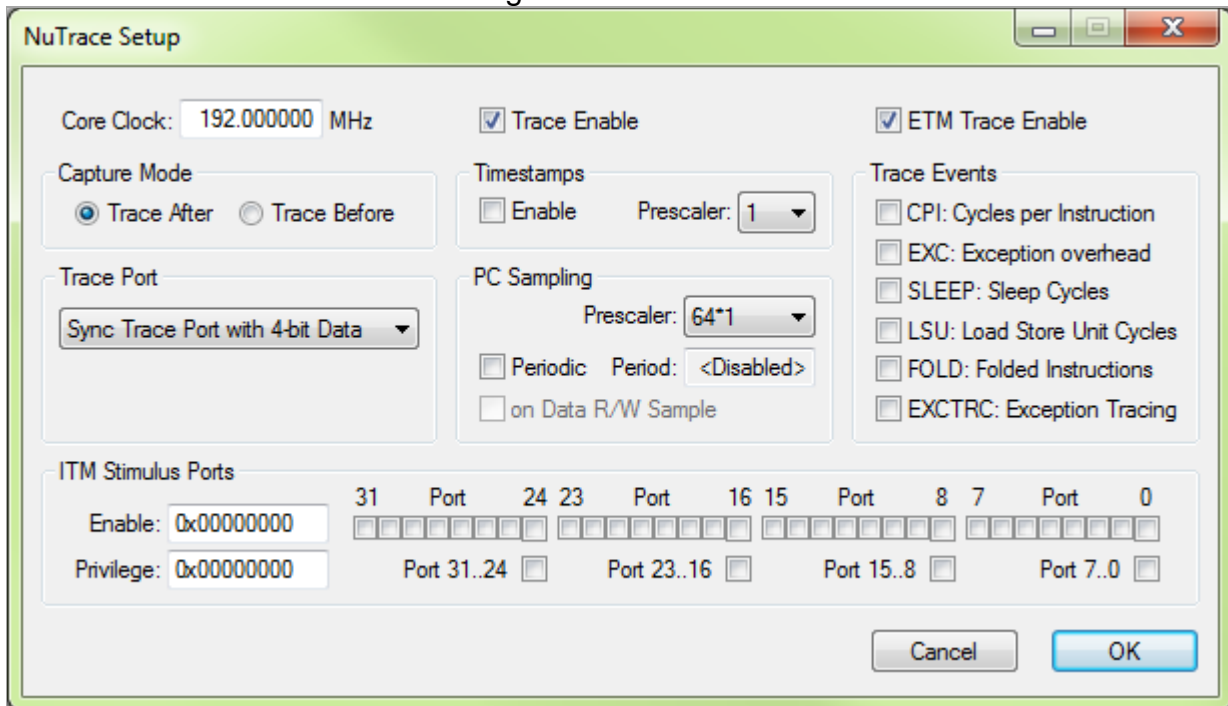 NuTrace Setup
Core Clock: 192.000000 MHz
Trace Enable
ETM Trace Enable
Capture Mode
Trace After Trace Before
Timestamps
Enable Prescaler: 1
Trace Events
CPI: Cycles per Instruction
EXC: Exception overhead
SLEEP: Sleep Cycles
LSU: Load Store Unit Cycles
FOLD: Folded Instructions
EXCTRC: Exception Tracing
Trace Port
Sync Trace Port with 4-bit Data
PC Sampling
Prescaler: 64*1
Periodic Period: <Disabled>
on Data R/W Sample
ITM Stimulus Ports
31 Port 24 23 Port 16 15 Port 8 7 Port 0
Enable: 0x00000000
Privilege: 0x00000000 Port 31..24 Port 23..16 Port 15..8 Port 7..0
Cancel OK